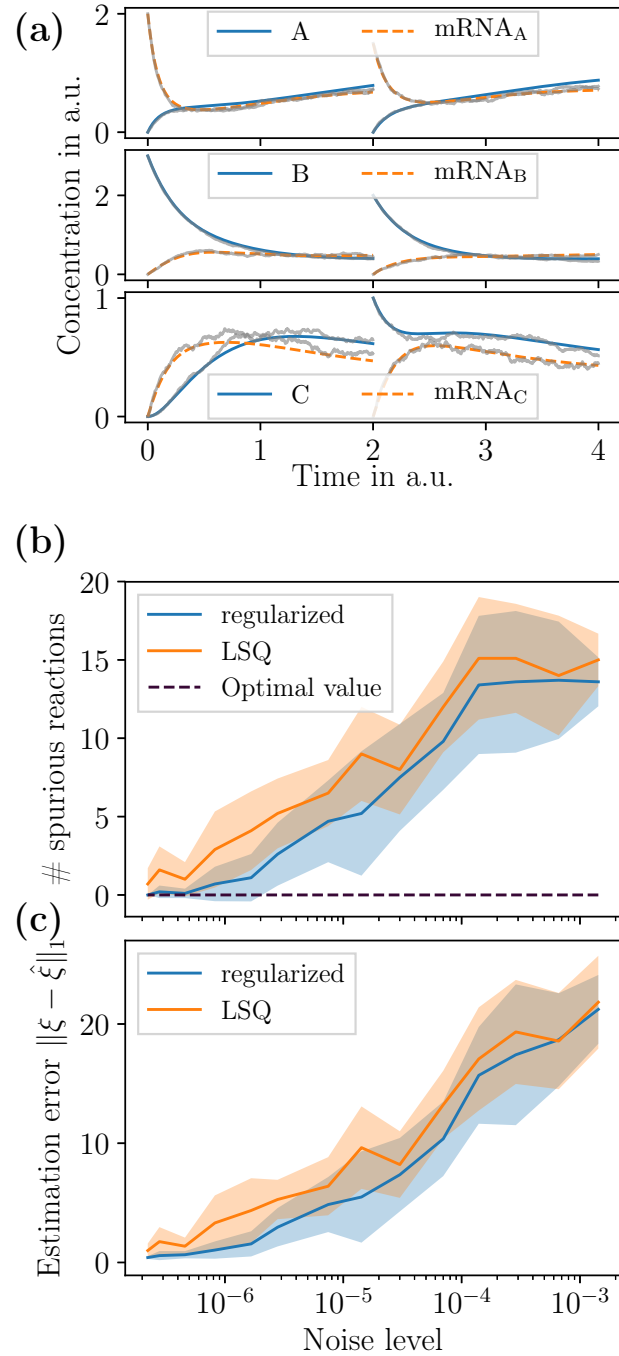 (a)
Concentration in a.u.
2
0
A
mRNA_A
2
0
B
mRNA_B
1
0
C
mRNA_C
0
1
2
3
4
Time in a.u.
(b)
# spurious reactions
20
15
10
5
0
regularized
LSQ
Optimal value
(c)
Estimation error ‖ξ − ξ̂‖₁
20
10
0
regularized
LSQ
10⁻⁶
10⁻⁵
10⁻⁴
10⁻³
Noise level